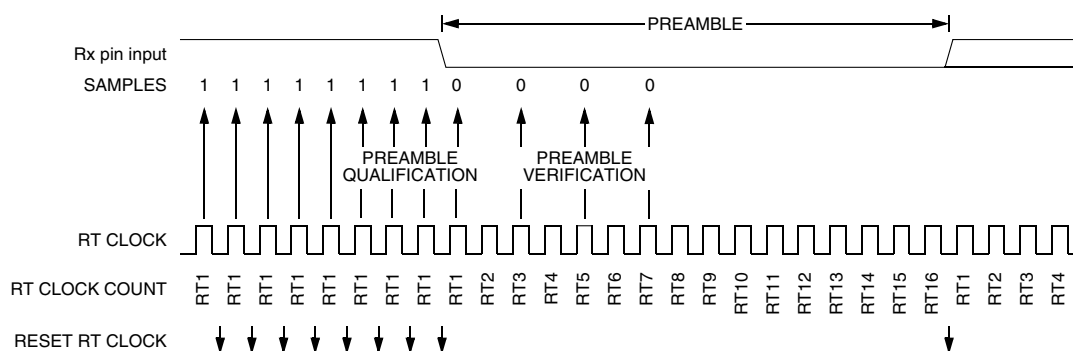 PREAMBLE
Rx pin input
SAMPLES 1 1 1 1 1 1 1 1 0 0 0 0
PREAMBLE QUALIFICATION
PREAMBLE VERIFICATION
RT CLOCK
RT CLOCK COUNT RT1 RT1 RT1 RT1 RT1 RT1 RT1 RT1 RT1 RT2 RT3 RT4 RT5 RT6 RT7 RT8 RT9 RT10 RT11 RT12 RT13 RT14 RT15 RT16 RT1 RT2 RT3 RT4
RESET RT CLOCK